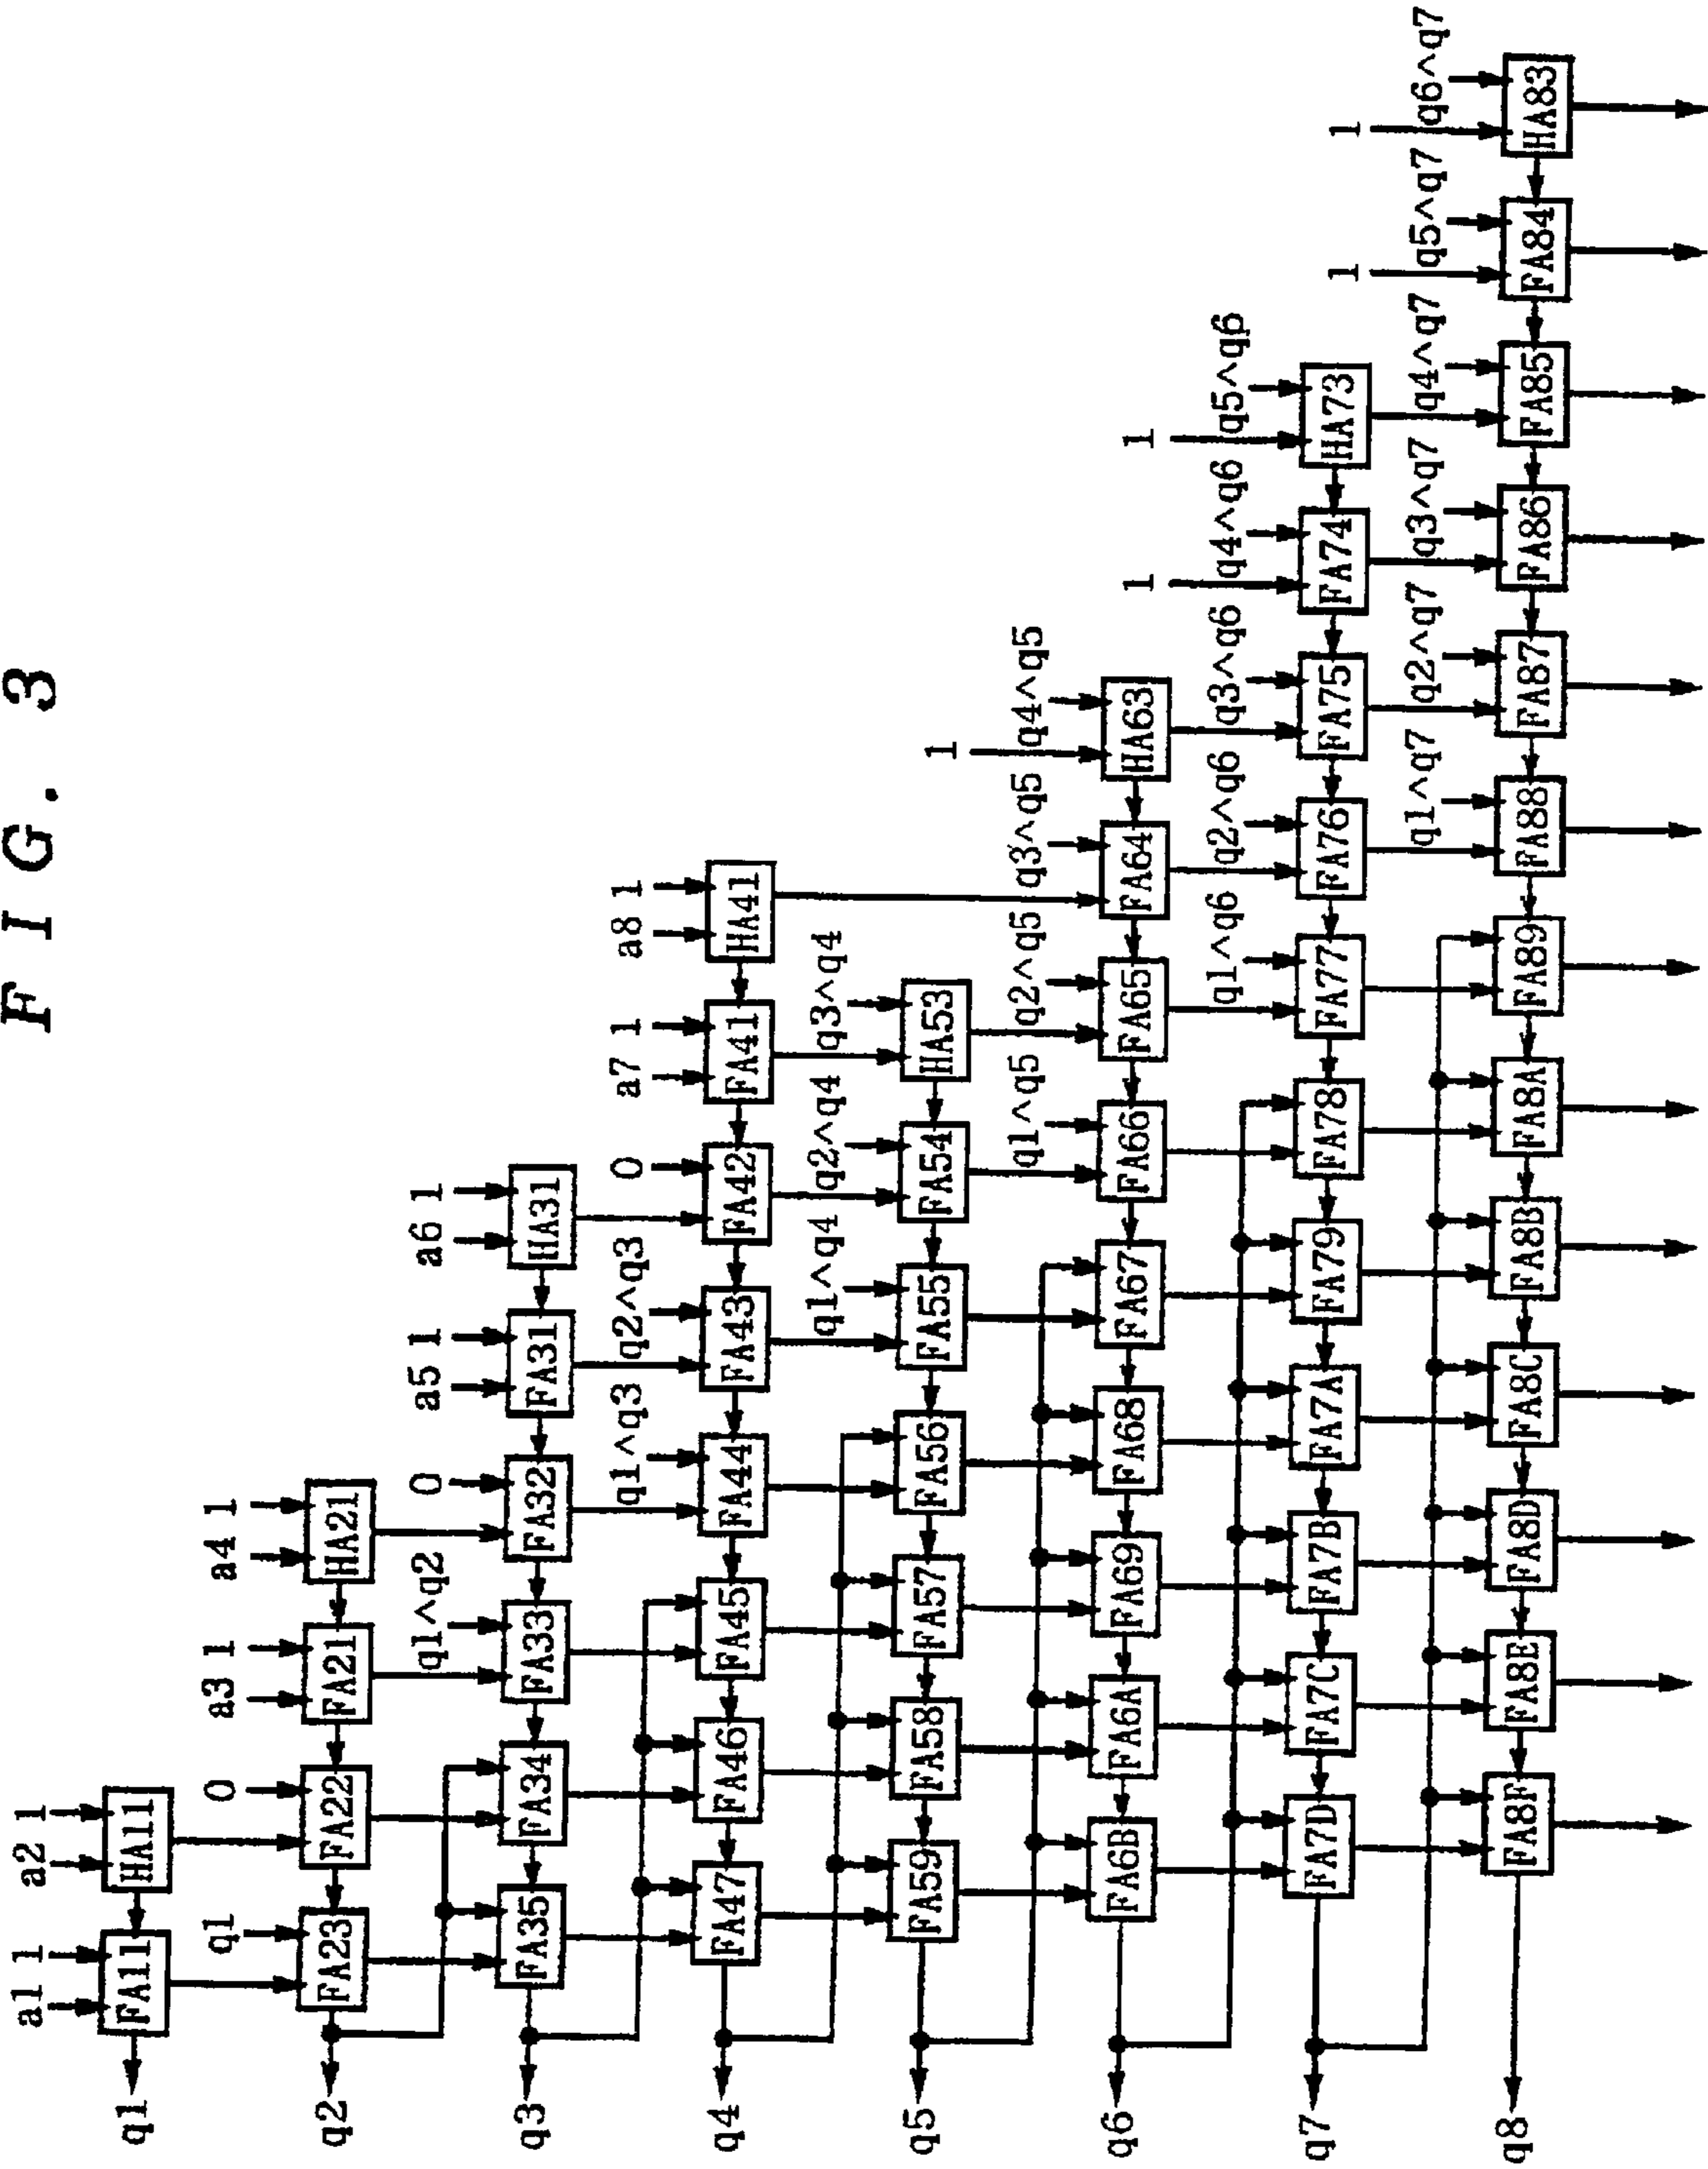 F I G. 3
a1 1 a2 1
FA11 HA11
q1
q1 0 a3 1 a4 1
FA23 FA22 FA21 HA21
q2
q1^q2 0 a5 1 a6 1
FA35 FA34 FA33 FA32 FA31 HA31
q3
q1^q3 q2^q3 0 a7 1 a8 1
FA47 FA46 FA45 FA44 FA43 FA42 FA41 HA41
q4
q1^q4 q2^q4 q3^q4
FA59 FA58 FA57 FA56 FA55 FA54 HA53
q5
q1^q5 q2^q5 q3^q5 1 q4^q5
FA6B FA6A FA69 FA68 FA67 FA66 FA65 FA64 HA63
q6
q1^q6 q2^q6 q3^q6 1 q4^q6 1 q5^q6
FA7D FA7C FA7B FA7A FA79 FA78 FA77 FA76 FA75 FA74 HA73
q7
q1^q7 q2^q7 q3^q7 q4^q7 1 q5^q7 1 q6^q7
FA8F FA8E FA8D FA8C FA8B FA8A FA89 FA88 FA87 FA86 FA85 FA84 HA83
q8